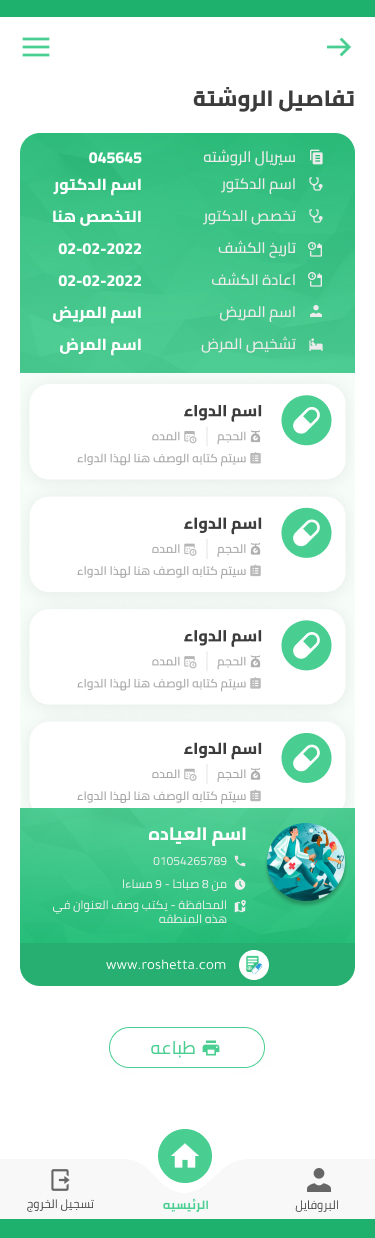 تفاصيل الروشتة
سيريال الروشته 045645
اسم الدكتور اسم الدكتور
تخصص الدكتور التخصص هنا
تاريخ الكشف 02-02-2022
اعادة الكشف 02-02-2022
اسم المريض اسم المريض
تشخيص المرض اسم المرض
اسم الدواء
الحجم المده
سيتم كتابه الوصف هنا لهذا الدواء
اسم الدواء
الحجم المده
سيتم كتابه الوصف هنا لهذا الدواء
اسم الدواء
الحجم المده
سيتم كتابه الوصف هنا لهذا الدواء
اسم الدواء
الحجم المده
سيتم كتابه الوصف هنا لهذا الدواء
اسم العياده
01054265789
من 8 صباحا - 9 مساءا
المحافظة - يكتب وصف العنوان في
هذه المنطقه
www.roshetta.com
طباعه
البروفايل الرئيسيه تسجيل الخروج